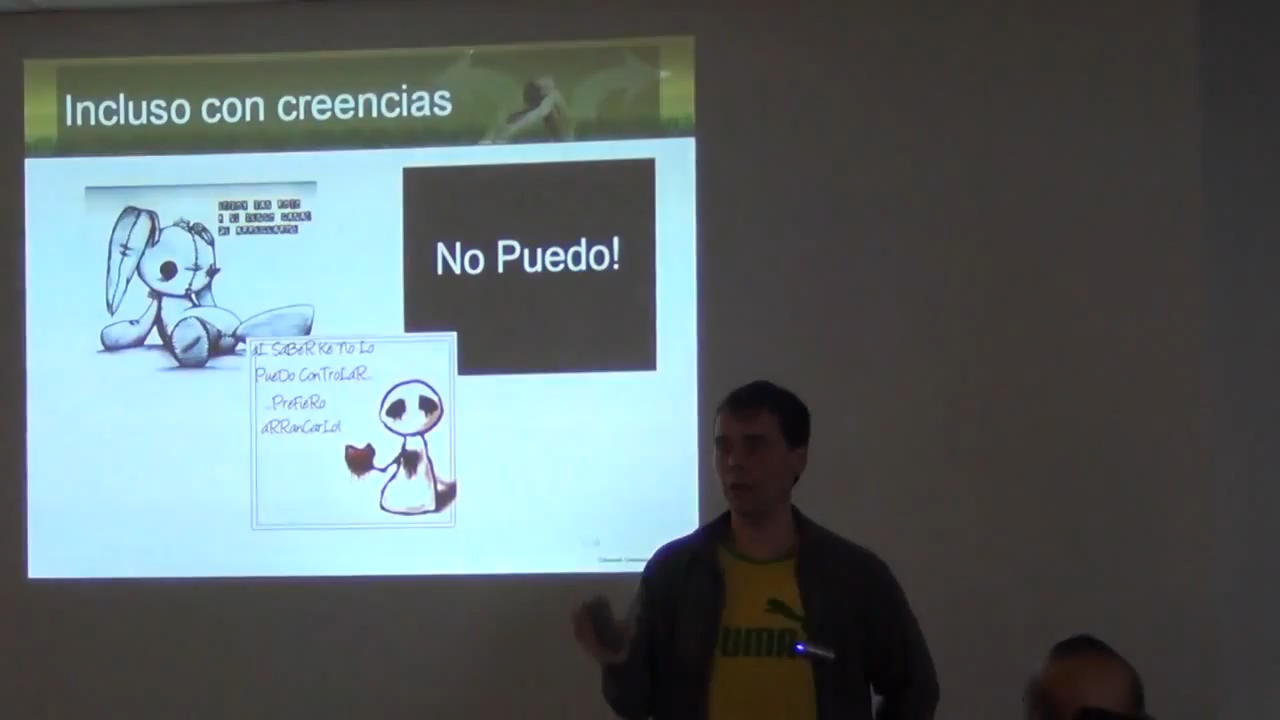 Incluso con creencias
No Puedo!
aL SaBeR Ke No Lo
PueDo ConTRoLaR...
...PReFieRo
aRRanCarLo!
PUMA